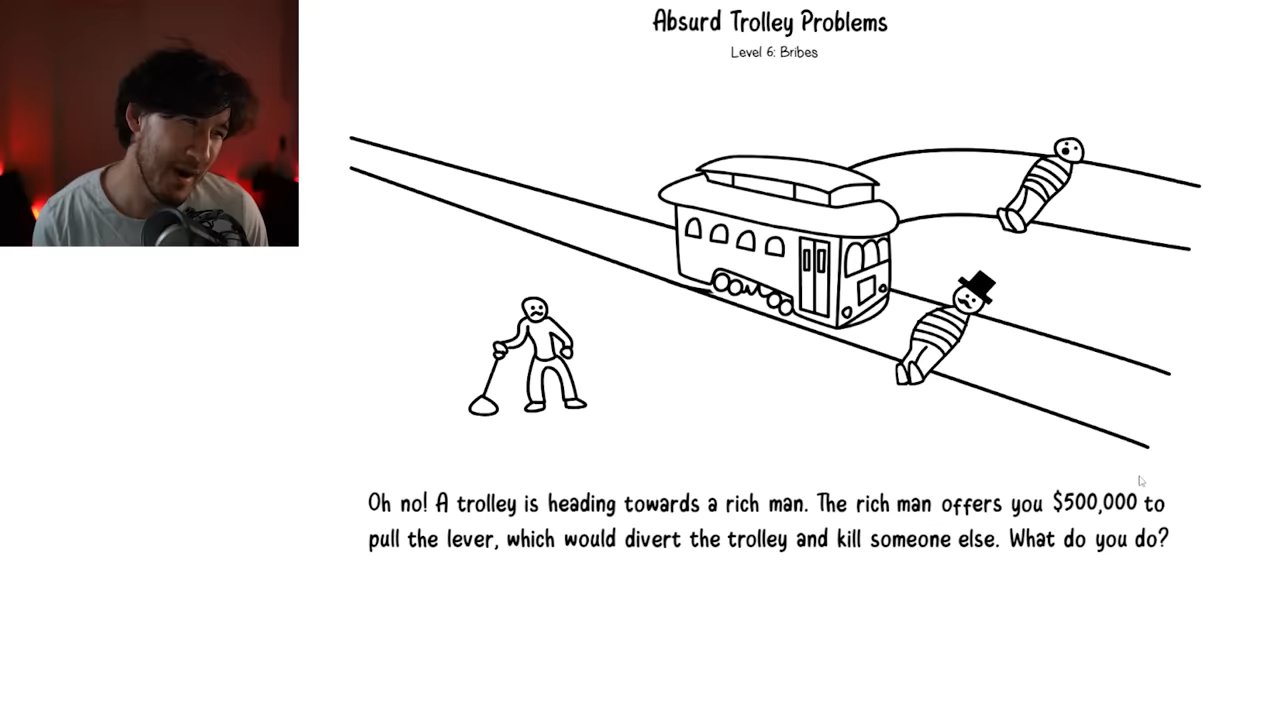 Absurd Trolley Problems
Level 6: Bribes
Oh no! A trolley is heading towards a rich man. The rich man offers you $500,000 to
pull the lever, which would divert the trolley and kill someone else. What do you do?